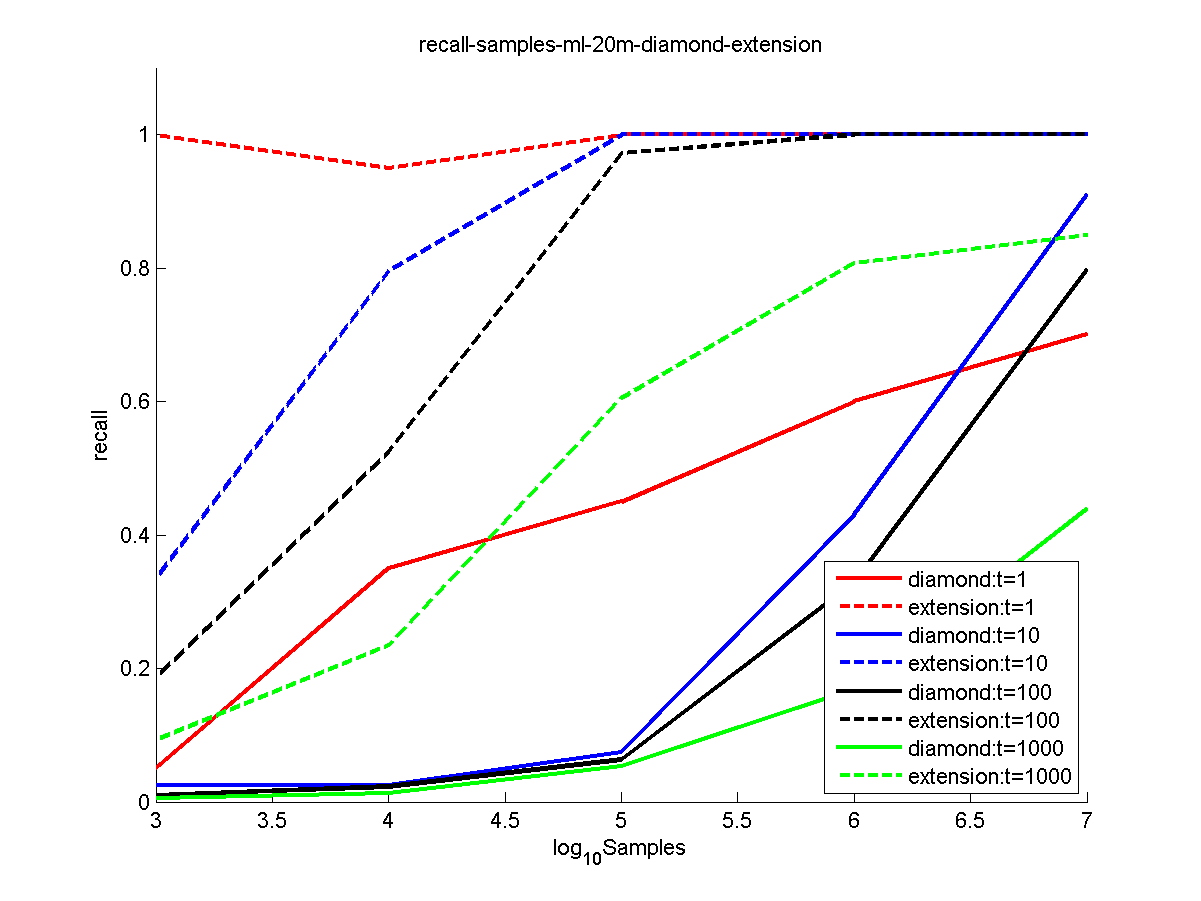 recall-samples-ml-20m-diamond-extension
recall
1
0.8
0.6
0.4
0.2
0
3
3.5
4
4.5
5
5.5
6
6.5
7
log10Samples
diamond:t=1
extension:t=1
diamond:t=10
extension:t=10
diamond:t=100
extension:t=100
diamond:t=1000
extension:t=1000